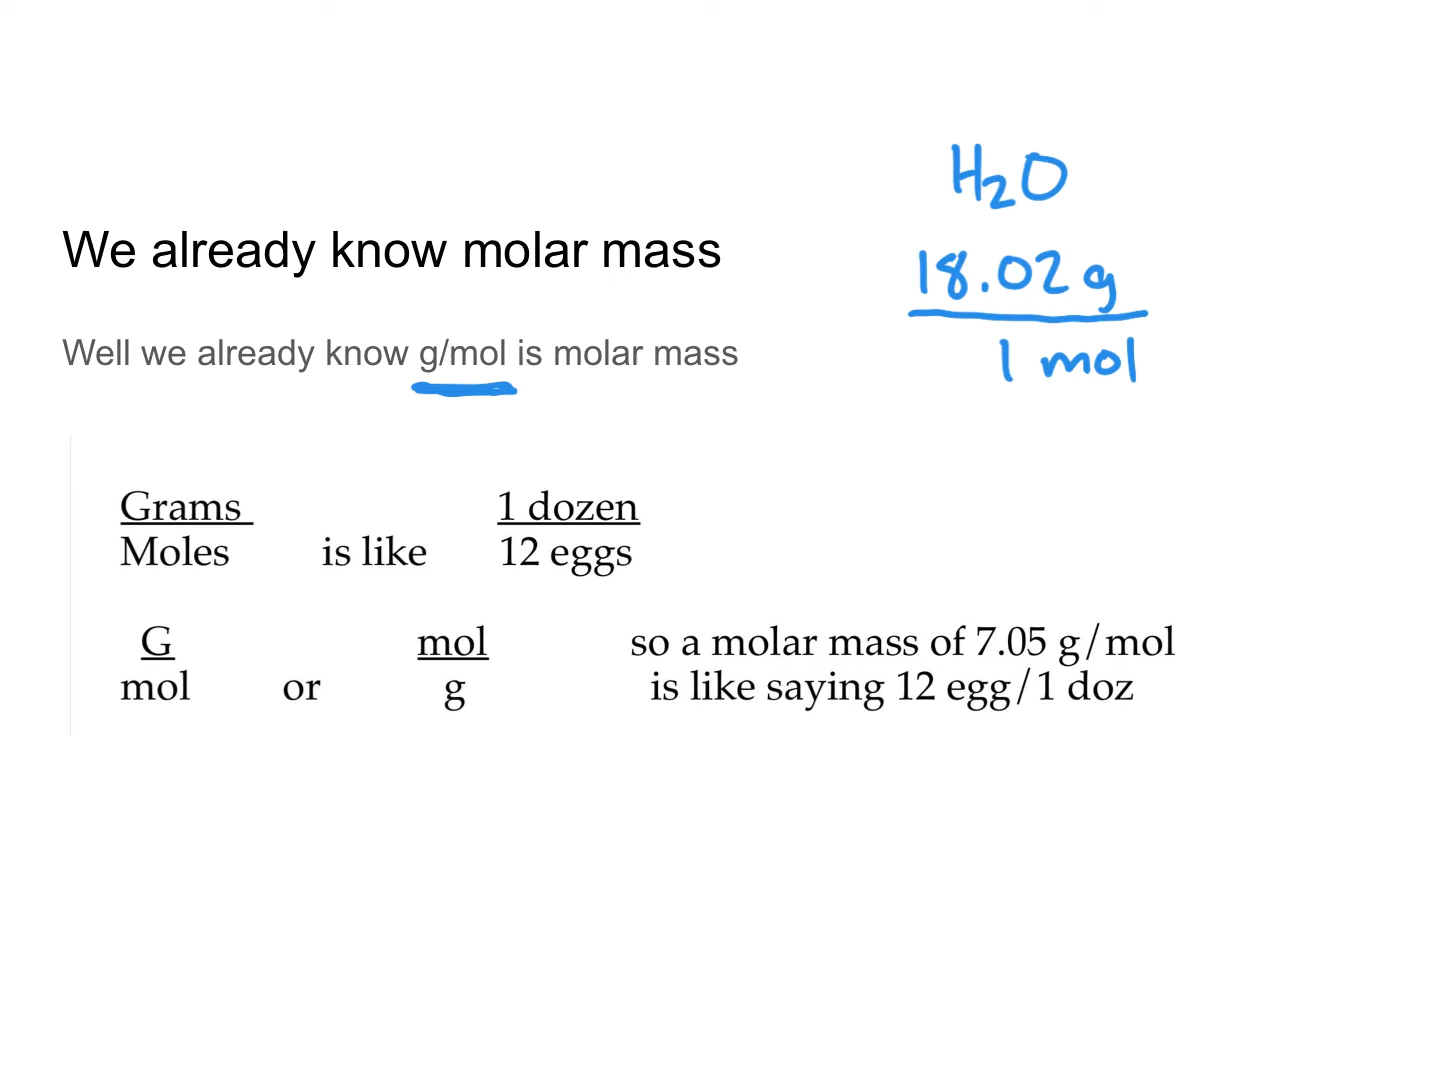 We already know molar mass
Well we already know g/mol is molar mass
H₂O
18.02 g
1 mol
Grams 1 dozen
Moles is like 12 eggs
G mol so a molar mass of 7.05 g/mol
mol or g is like saying 12 egg/1 doz